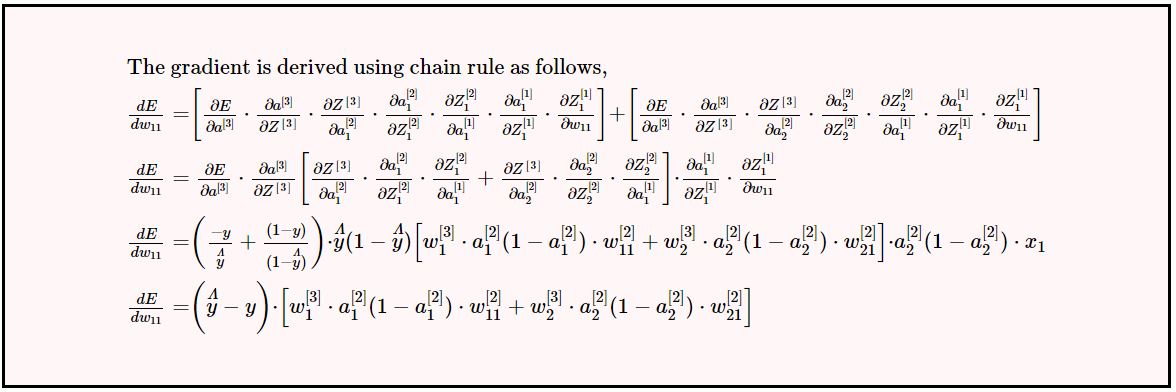 The gradient is derived using chain rule as follows,
\frac{dE}{dw_{11}} = \left[ \frac{\partial E}{\partial a^{[3]}} \cdot \frac{\partial a^{[3]}}{\partial Z^{[3]}} \cdot \frac{\partial Z^{[3]}}{\partial a_1^{[2]}} \cdot \frac{\partial a_1^{[2]}}{\partial Z_1^{[2]}} \cdot \frac{\partial Z_1^{[2]}}{\partial a_1^{[1]}} \cdot \frac{\partial a_1^{[1]}}{\partial Z_1^{[1]}} \cdot \frac{\partial Z_1^{[1]}}{\partial w_{11}} \right] + \left[ \frac{\partial E}{\partial a^{[3]}} \cdot \frac{\partial a^{[3]}}{\partial Z^{[3]}} \cdot \frac{\partial Z^{[3]}}{\partial a_2^{[2]}} \cdot \frac{\partial a_2^{[2]}}{\partial Z_2^{[2]}} \cdot \frac{\partial Z_2^{[2]}}{\partial a_1^{[1]}} \cdot \frac{\partial a_1^{[1]}}{\partial Z_1^{[1]}} \cdot \frac{\partial Z_1^{[1]}}{\partial w_{11}} \right]
\frac{dE}{dw_{11}} = \frac{\partial E}{\partial a^{[3]}} \cdot \frac{\partial a^{[3]}}{\partial Z^{[3]}} \left[ \frac{\partial Z^{[3]}}{\partial a_1^{[2]}} \cdot \frac{\partial a_1^{[2]}}{\partial Z_1^{[2]}} \cdot \frac{\partial Z_1^{[2]}}{\partial a_1^{[1]}} + \frac{\partial Z^{[3]}}{\partial a_2^{[2]}} \cdot \frac{\partial a_2^{[2]}}{\partial Z_2^{[2]}} \cdot \frac{\partial Z_2^{[2]}}{\partial a_1^{[1]}} \right] \cdot \frac{\partial a_1^{[1]}}{\partial Z_1^{[1]}} \cdot \frac{\partial Z_1^{[1]}}{\partial w_{11}}
\frac{dE}{dw_{11}} = \left( \frac{-y}{\hat{y}} + \frac{(1-y)}{(1-\hat{y})} \right) \cdot \hat{y}(1 - \hat{y}) \left[ w_1^{[3]} \cdot a_1^{[2]}(1 - a_1^{[2]}) \cdot w_{11}^{[2]} + w_2^{[3]} \cdot a_2^{[2]}(1 - a_2^{[2]}) \cdot w_{21}^{[2]} \right] \cdot a_2^{[2]}(1 - a_2^{[2]}) \cdot x_1
\frac{dE}{dw_{11}} = \left( \hat{y} - y \right) \cdot \left[ w_1^{[3]} \cdot a_1^{[2]}(1 - a_1^{[2]}) \cdot w_{11}^{[2]} + w_2^{[3]} \cdot a_2^{[2]}(1 - a_2^{[2]}) \cdot w_{21}^{[2]} \right]